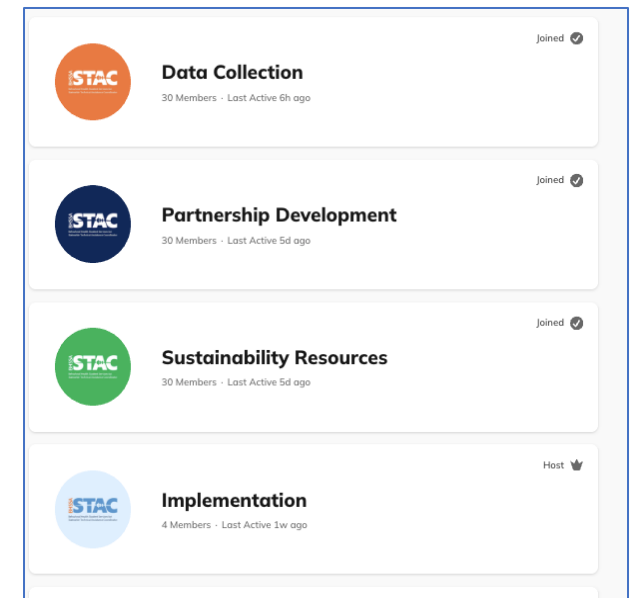 Joined
STAC
Data Collection
30 Members · Last Active 6h ago
Joined
STAC
Partnership Development
30 Members · Last Active 5d ago
Joined
STAC
Sustainability Resources
30 Members · Last Active 5d ago
Host
STAC
Implementation
4 Members · Last Active 1w ago